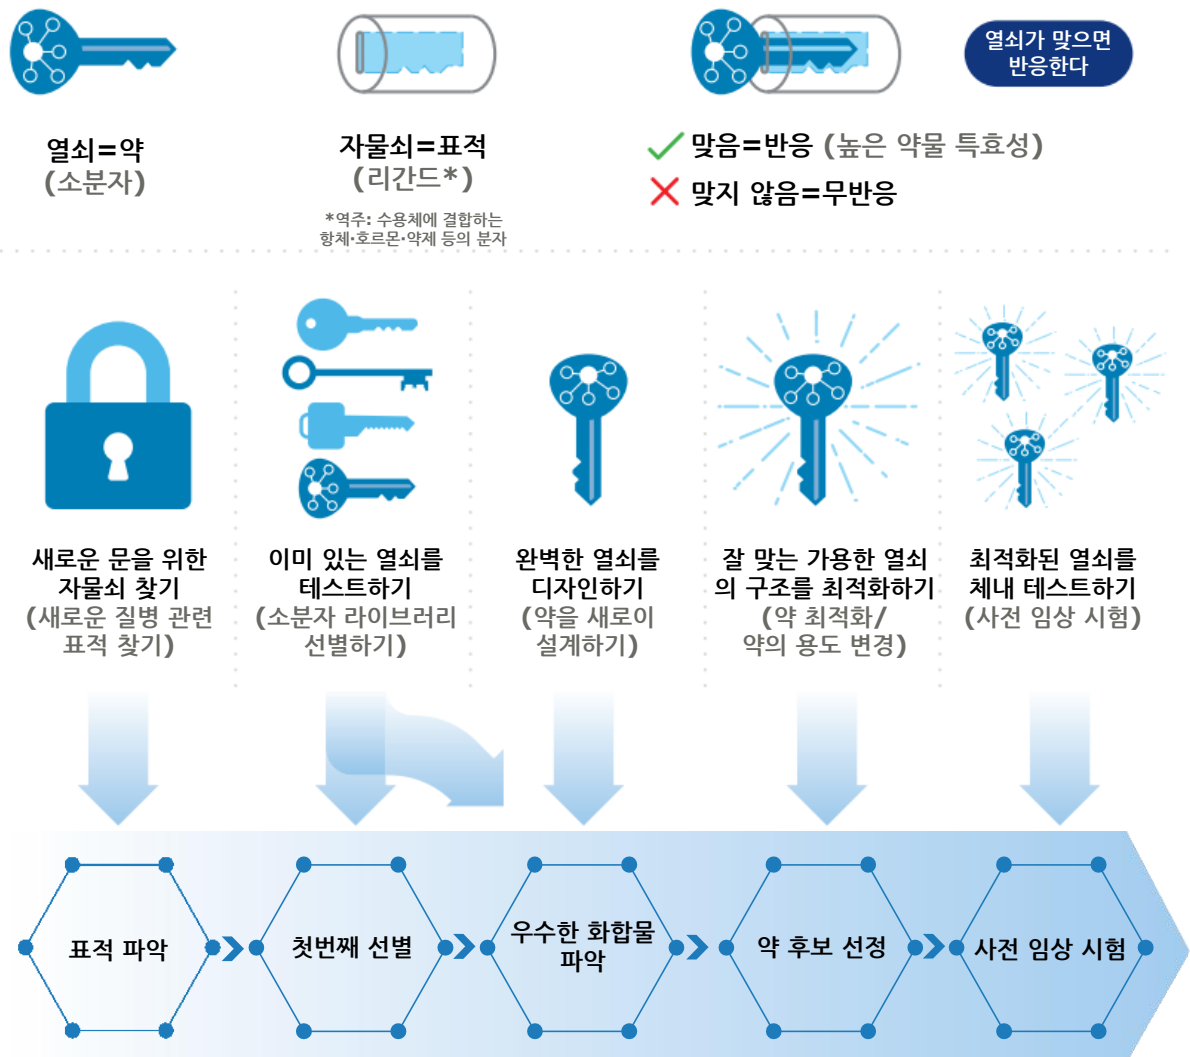 열쇠가 맞으면
반응한다
열쇠=약
(소분자)
자물쇠=표적
(리간드*)
*역주: 수용체에 결합하는
항체·호르몬·약제 등의 분자
맞음=반응 (높은 약물 특효성)
맞지 않음=무반응
새로운 문을 위한
자물쇠 찾기
(새로운 질병 관련
표적 찾기)
이미 있는 열쇠를
테스트하기
(소분자 라이브러리
선별하기)
완벽한 열쇠를
디자인하기
(약을 새로이
설계하기)
잘 맞는 가용한 열쇠
의 구조를 최적화하기
(약 최적화/
약의 용도 변경)
최적화된 열쇠를
체내 테스트하기
(사전 임상 시험)
표적 파악
첫번째 선별
우수한 화합물
파악
약 후보 선정
사전 임상 시험